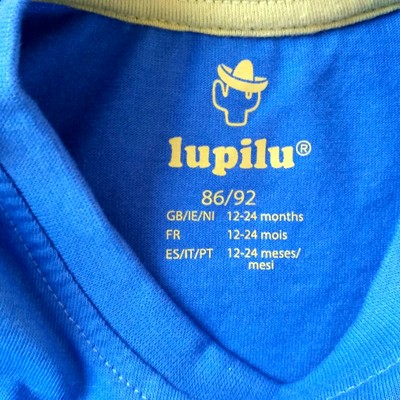 lupilu®
86/92
GB/IE/NI 12-24 months
FR 12-24 mois
ES/IT/PT 12-24 meses/
mesi